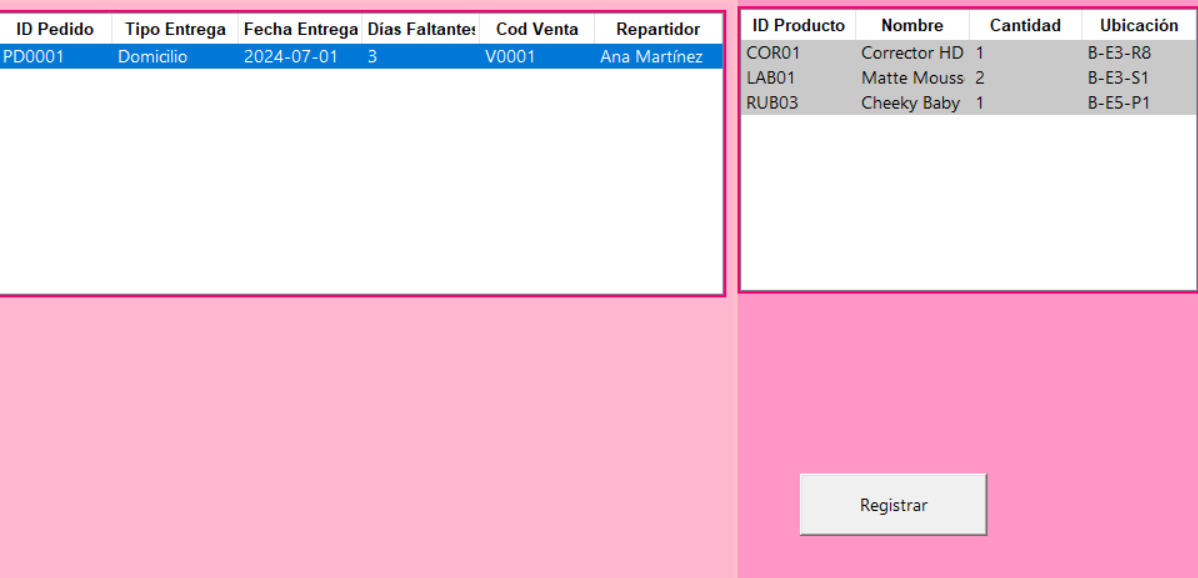 ID Pedido Tipo Entrega Fecha Entrega Días Faltantes Cod Venta Repartidor
PD0001 Domicilio 2024-07-01 3 V0001 Ana Martínez
ID Producto Nombre Cantidad Ubicación
COR01 Corrector HD 1 B-E3-R8
LAB01 Matte Mouss 2 B-E3-S1
RUB03 Cheeky Baby 1 B-E5-P1
Registrar